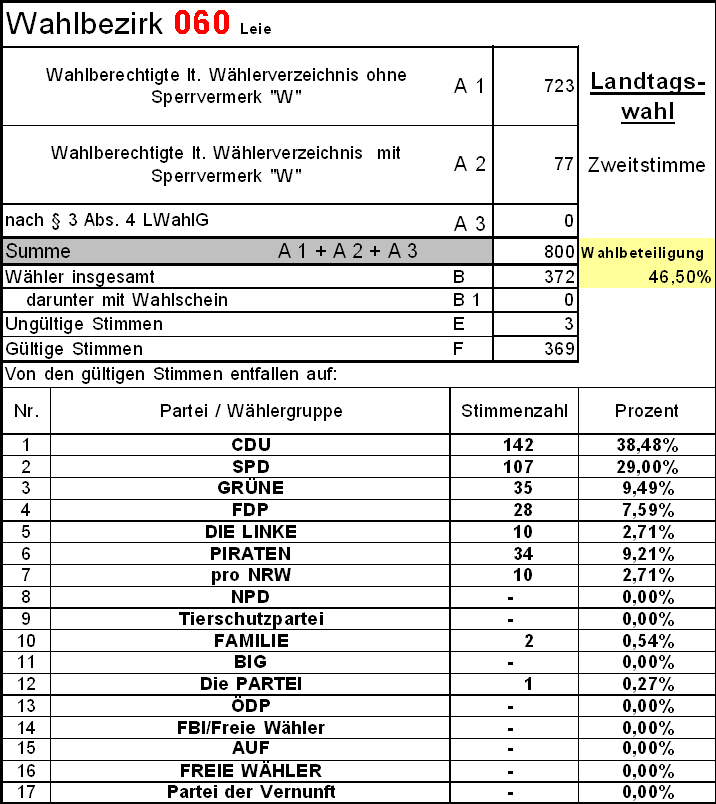 Wahlbezirk 060 Leie
Wahlberechtigte lt. Wählerverzeichnis ohne
Sperrvermerk "W" A 1 723
Landtags-
wahl
Wahlberechtigte lt. Wählerverzeichnis mit
Sperrvermerk "W" A 2 77
Zweitstimme
nach § 3 Abs. 4 LWahlG A 3 0
Summe A 1 + A 2 + A 3 800 Wahlbeteiligung
Wähler insgesamt B 372 46,50%
darunter mit Wahlschein B 1 0
Ungültige Stimmen E 3
Gültige Stimmen F 369
Von den gültigen Stimmen entfallen auf:
Nr. Partei / Wählergruppe Stimmenzahl Prozent
1 CDU 142 38,48%
2 SPD 107 29,00%
3 GRÜNE 35 9,49%
4 FDP 28 7,59%
5 DIE LINKE 10 2,71%
6 PIRATEN 34 9,21%
7 pro NRW 10 2,71%
8 NPD - 0,00%
9 Tierschutzpartei - 0,00%
10 FAMILIE 2 0,54%
11 BIG - 0,00%
12 Die PARTEI 1 0,27%
13 ÖDP - 0,00%
14 FBI/Freie Wähler - 0,00%
15 AUF - 0,00%
16 FREIE WÄHLER - 0,00%
17 Partei der Vernunft - 0,00%